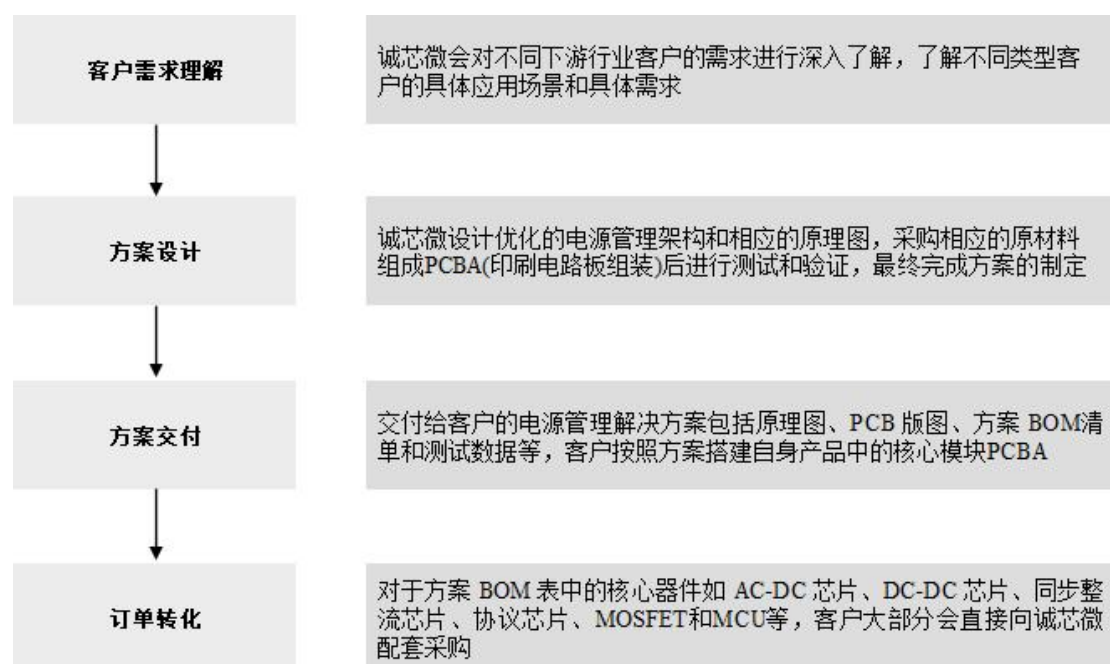 客户需求理解
诚芯微会对不同下游行业客户的需求进行深入了解，了解不同类型客
户的具体应用场景和具体需求
方案设计
诚芯微设计优化的电源管理架构和相应的原理图，采购相应的原材料
组成PCBA(印刷电路板组装)后进行测试和验证，最终完成方案的制定
方案交付
交付给客户的电源管理解决方案包括原理图、PCB 版图、方案 BOM清
单和测试数据等，客户按照方案搭建自身产品中的核心模块PCBA
订单转化
对于方案 BOM 表中的核心器件如 AC-DC 芯片、DC-DC 芯片、同步整
流芯片、协议芯片、MOSFET和MCU等，客户大部分会直接向诚芯微
配套采购